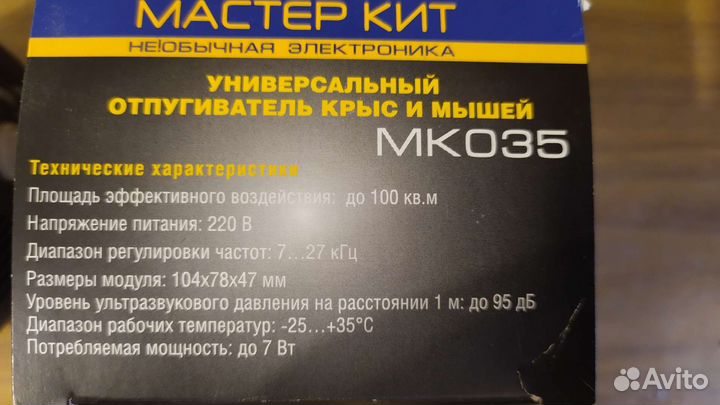 МАСТЕР КИТ
НЕ!ОБЫЧНАЯ ЭЛЕКТРОНИКА
УНИВЕРСАЛЬНЫЙ
ОТПУГИВАТЕЛЬ КРЫС И МЫШЕЙ
МК035
Технические характеристики
Площадь эффективного воздействия: до 100 кв.м
Напряжение питания: 220 В
Диапазон регулировки частот: 7...27 кГц
Размеры модуля: 104х78х47 мм
Уровень ультразвукового давления на расстоянии 1 м: до 95 дБ
Диапазон рабочих температур: -25...+35°С
Потребляемая мощность: до 7 Вт
Avito